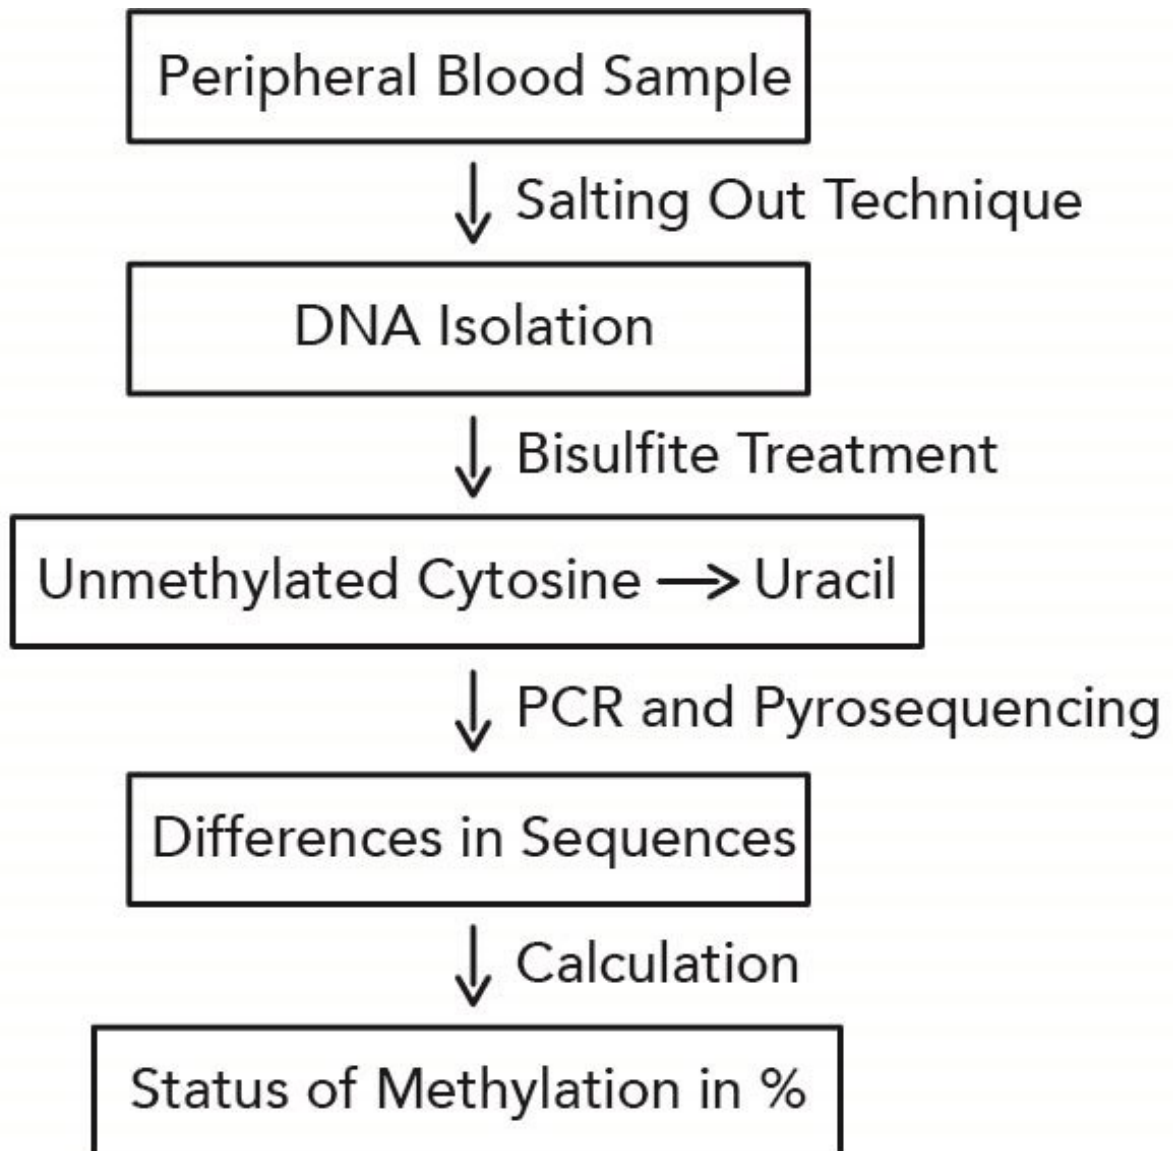 Peripheral Blood Sample
Salting Out Technique
DNA Isolation
Bisulfite Treatment
Unmethylated Cytosine → Uracil
PCR and Pyrosequencing
Differences in Sequences
Calculation
Status of Methylation in %